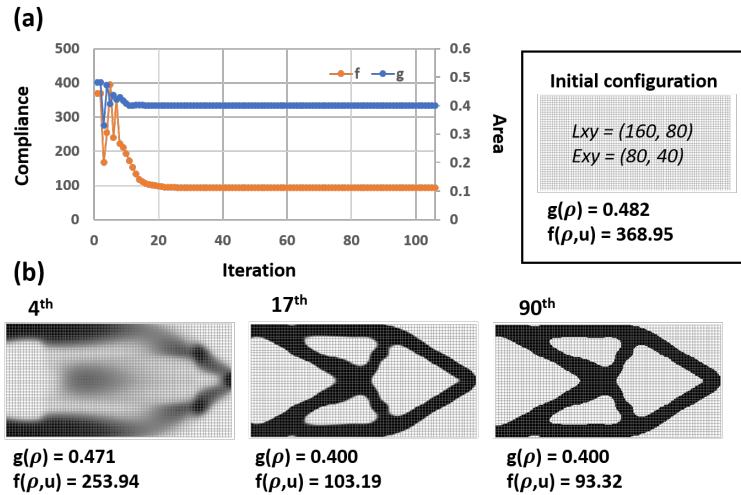 (a)
500
400
300
200
100
0
Compliance
0.6
0.5
0.4
0.3
0.2
0.1
0
Area
f
g
0
20
40
60
80
100
Iteration
Initial configuration
Lxy = (160, 80)
Exy = (80, 40)
g(ρ) = 0.482
f(ρ,u) = 368.95
(b)
4th
g(ρ) = 0.471
f(ρ,u) = 253.94
17th
g(ρ) = 0.400
f(ρ,u) = 103.19
90th
g(ρ) = 0.400
f(ρ,u) = 93.32